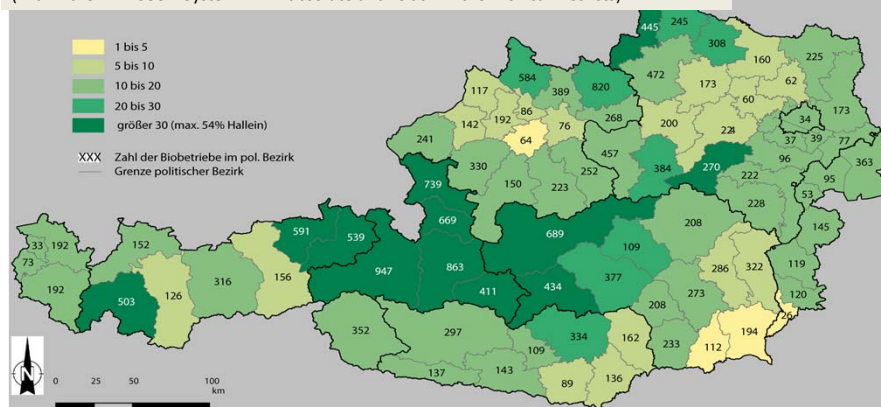 1 bis 5
5 bis 10
10 bis 20
20 bis 30
größer 30 (max. 54% Hallein)
XXX Zahl der Biobetriebe im pol. Bezirk
Grenze politischer Bezirk
445 245 308 160 225
584 389 820 472 173 62
117 86 60
142 192 76 268 200 224 34 173
241 64 37 39 77
330 457 384 270 96 363
739 150 223 252 222 95
669 228 53
591 539 689 208 145
33 192 152 109
73 156 947 863 377 286 322 119
192 503 126 316 411 434 208 273 120
352 297 334 162 233 112 194 26
109
137 143 89 136
N
0 25 50 100
km